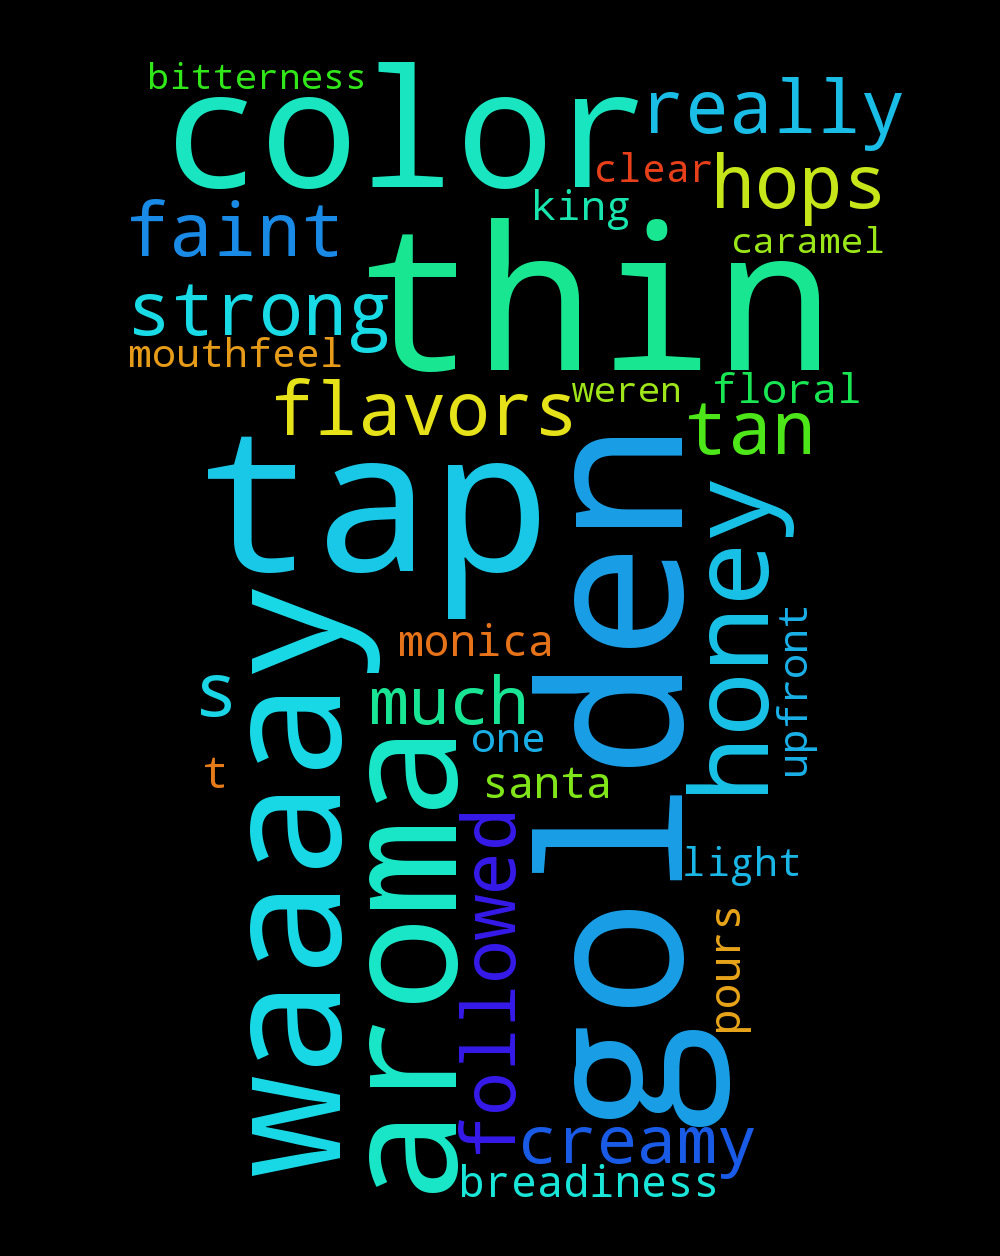 bitterness
color
really
clear
hops
king
faint
caramel
thin
strong
mouthfeel
flavors
weren
floral
tan
tap
golden
honey
waaaay
upfront
monica
s
much
aroma
one
t
santa
followed
light
pours
creamy
breadiness